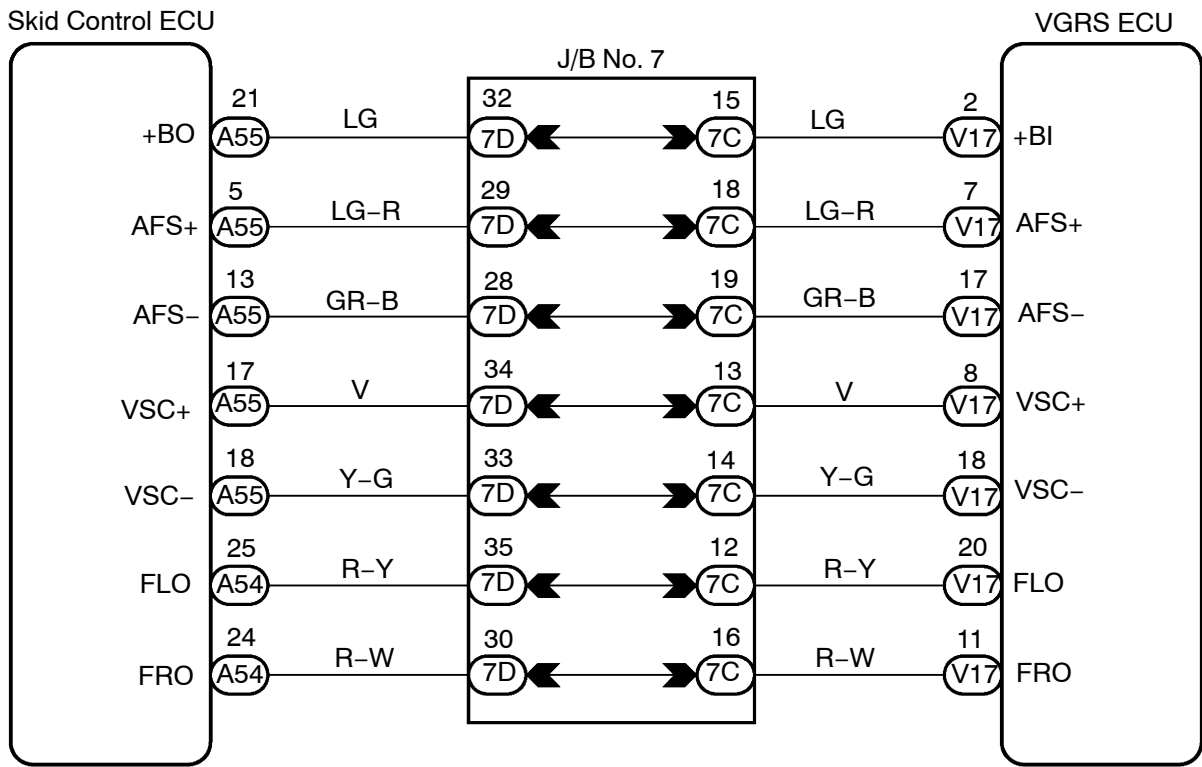 Skid Control ECU
VGRS ECU
J/B No. 7
21 32 15 2
+BO A55 LG 7D 7C LG V17 +BI
5 29 18 7
AFS+ A55 LG−R 7D 7C LG−R V17 AFS+
13 28 19 17
AFS− A55 GR−B 7D 7C GR−B V17 AFS−
17 34 13 8
VSC+ A55 V 7D 7C V V17 VSC+
18 33 14 18
VSC− A55 Y−G 7D 7C Y−G V17 VSC−
25 35 12 20
FLO A54 R−Y 7D 7C R−Y V17 FLO
24 30 16 11
FRO A54 R−W 7D 7C R−W V17 FRO